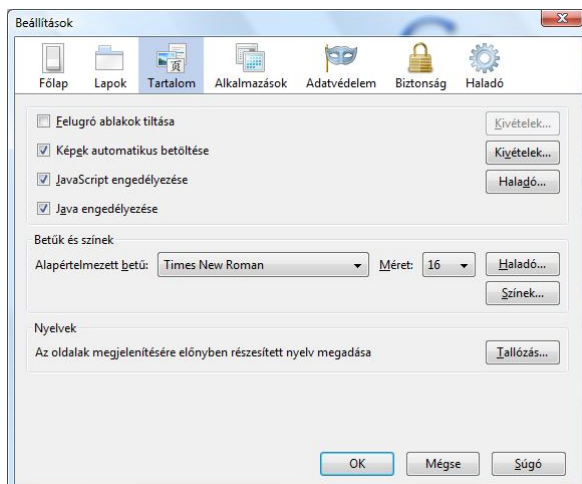 Beállítások
Főlap Lapok Tartalom Alkalmazások Adatvédelem Biztonság Haladó
Felugró ablakok tiltása Kivételek...
Képek automatikus betöltése Kivételek...
JavaScript engedélyezése Haladó...
Java engedélyezése
Betűk és színek
Alapértelmezett betű: Times New Roman Méret: 16 Haladó...
Színek...
Nyelvek
Az oldalak megjelenítésére előnyben részesített nyelv megadása Tallózás...
OK Mégse Súgó